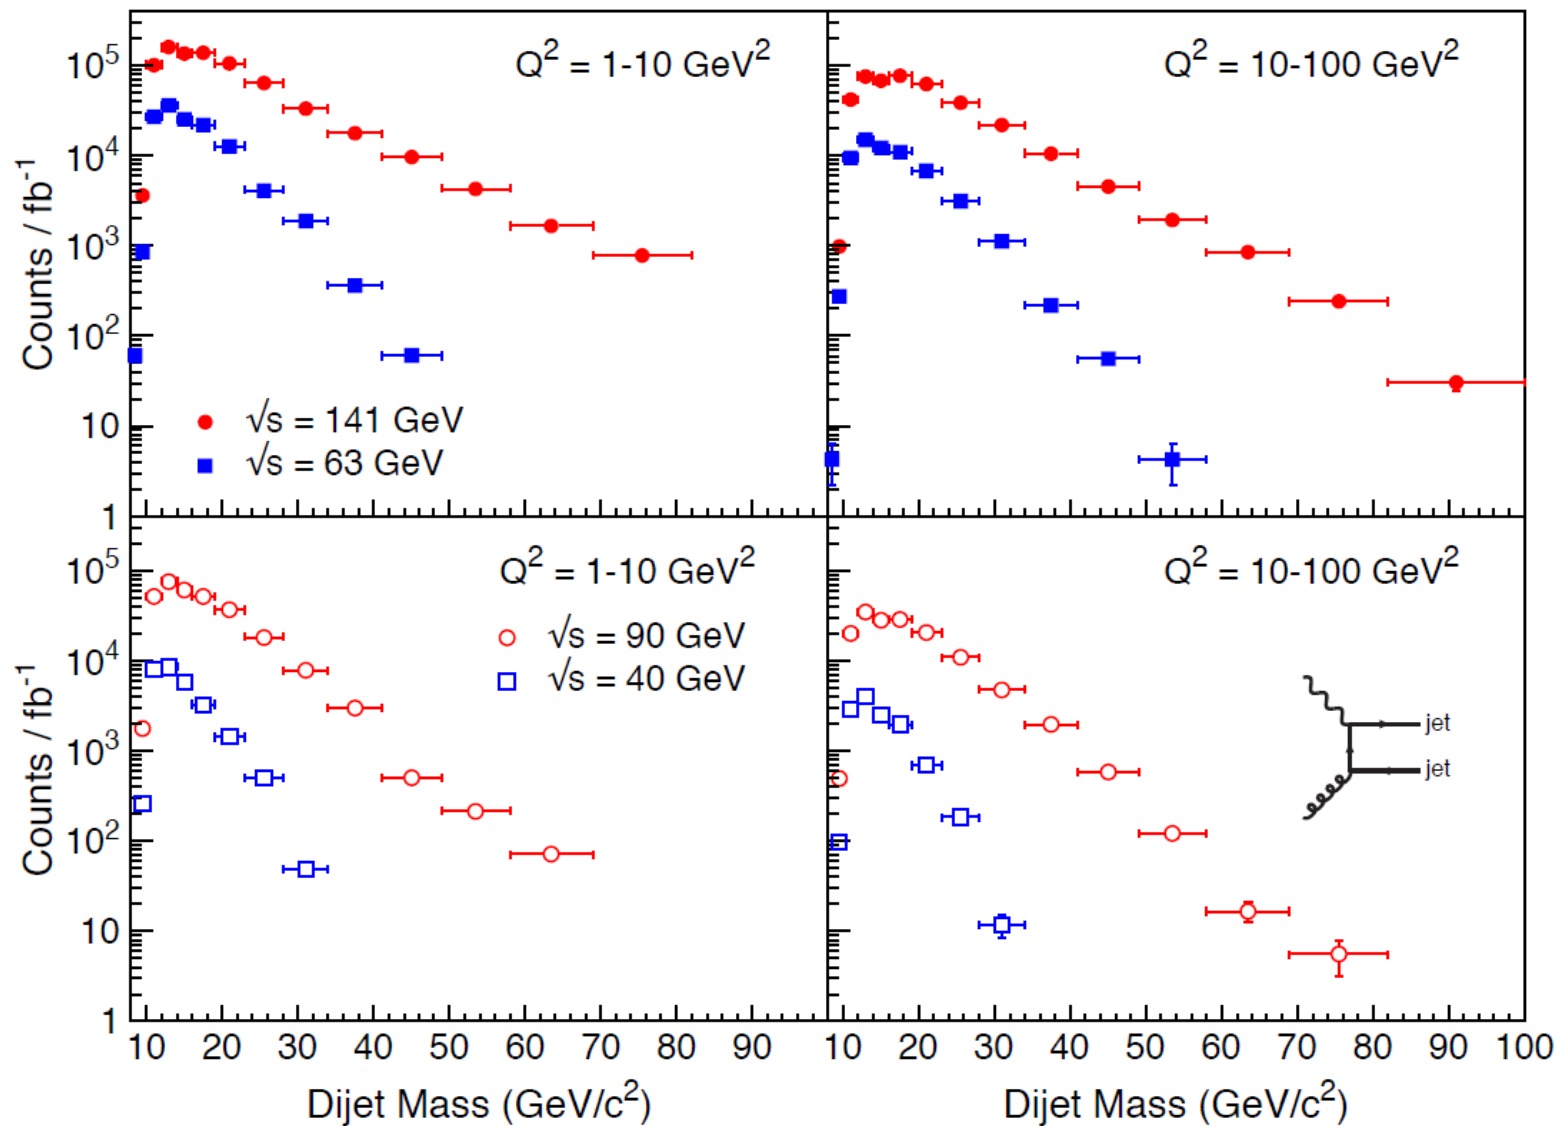 Counts / fb⁻¹
10⁵
10⁴
10³
10²
10
1
Q² = 1-10 GeV²
√s = 141 GeV
√s = 63 GeV
Q² = 10-100 GeV²
Counts / fb⁻¹
10⁵
10⁴
10³
10²
10
1
Q² = 1-10 GeV²
√s = 90 GeV
√s = 40 GeV
Q² = 10-100 GeV²
jet
jet
10 20 30 40 50 60 70 80 90
10 20 30 40 50 60 70 80 90 100
Dijet Mass (GeV/c²)
Dijet Mass (GeV/c²)